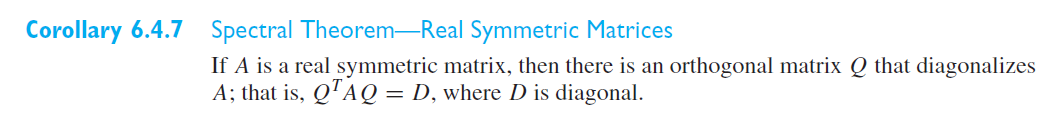 Corollary 6.4.7 Spectral Theorem—Real Symmetric Matrices
If A is a real symmetric matrix, then there is an orthogonal matrix Q that diagonalizes
A; that is, QᵀAQ = D, where D is diagonal.